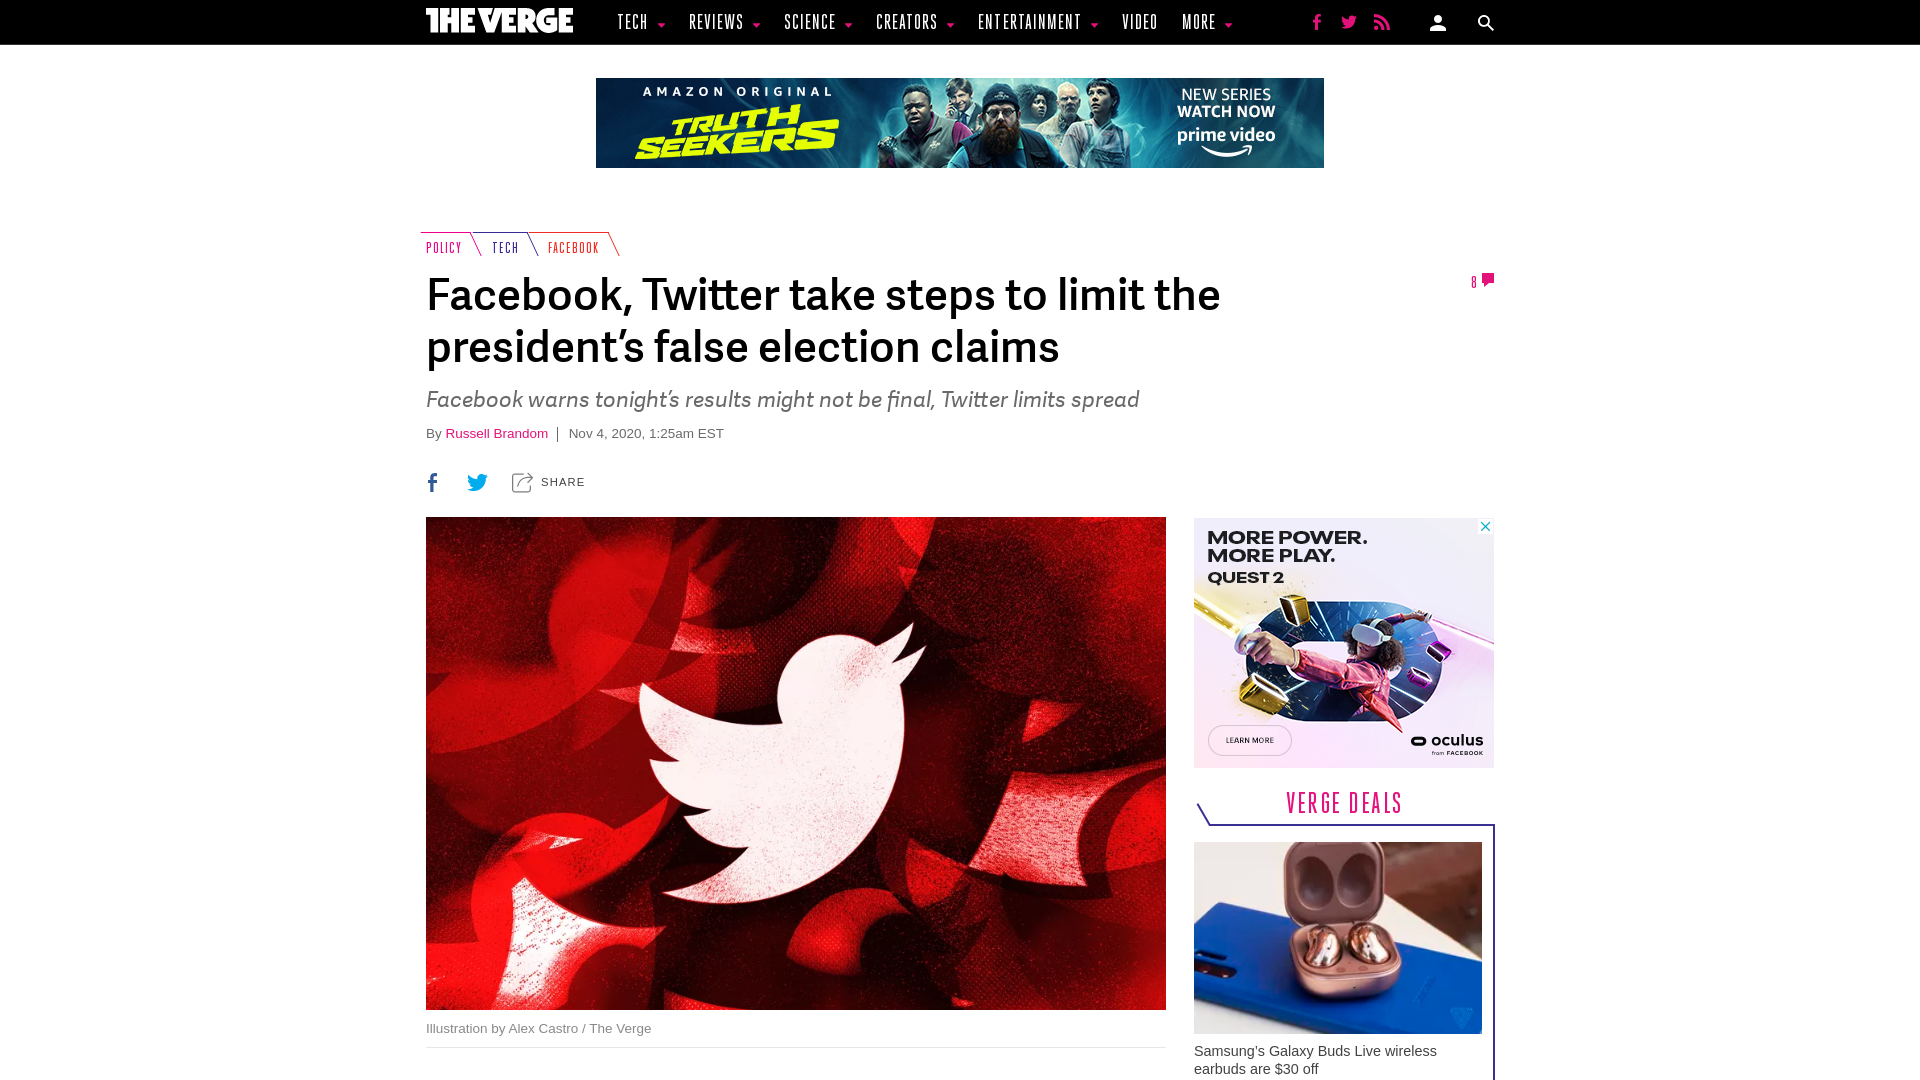 THE VERGE
TECH REVIEWS SCIENCE CREATORS ENTERTAINMENT VIDEO MORE
AMAZON ORIGINAL
TRUTH
SEEKERS
NEW SERIES
WATCH NOW
prime video
POLICY TECH FACEBOOK
Facebook, Twitter take steps to limit the
president’s false election claims
8
Facebook warns tonight’s results might not be final, Twitter limits spread
By Russell Brandom | Nov 4, 2020, 1:25am EST
SHARE
Illustration by Alex Castro / The Verge
MORE POWER.
MORE PLAY.
QUEST 2
LEARN MORE
oculus
from FACEBOOK
VERGE DEALS
Samsung’s Galaxy Buds Live wireless
earbuds are $30 off